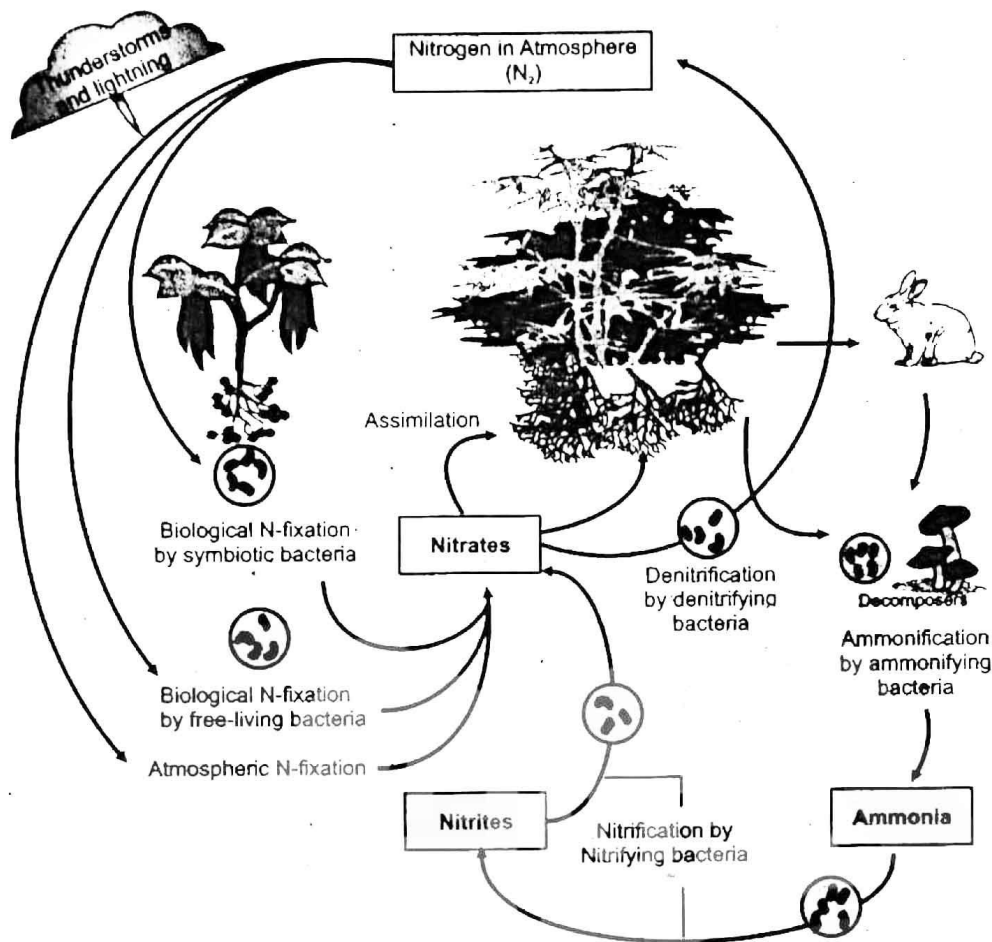 Thunderstorms
and lightning
Nitrogen in Atmosphere
(N₂)
Assimilation
Biological N-fixation
by symbiotic bacteria
Nitrates
Denitrification
by denitrifying
bacteria
Decomposers
Ammonification
by ammonifying
bacteria
Biological N-fixation
by free-living bacteria
Atmospheric N-fixation
Nitrites
Nitrification by
Nitrifying bacteria
Ammonia